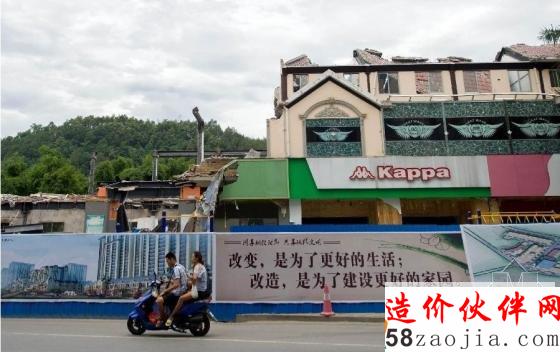 Kappa
改变，是为了更好的生活；
改造，是为了建设更好的家园。
造价伙伴网
58zaojia.com